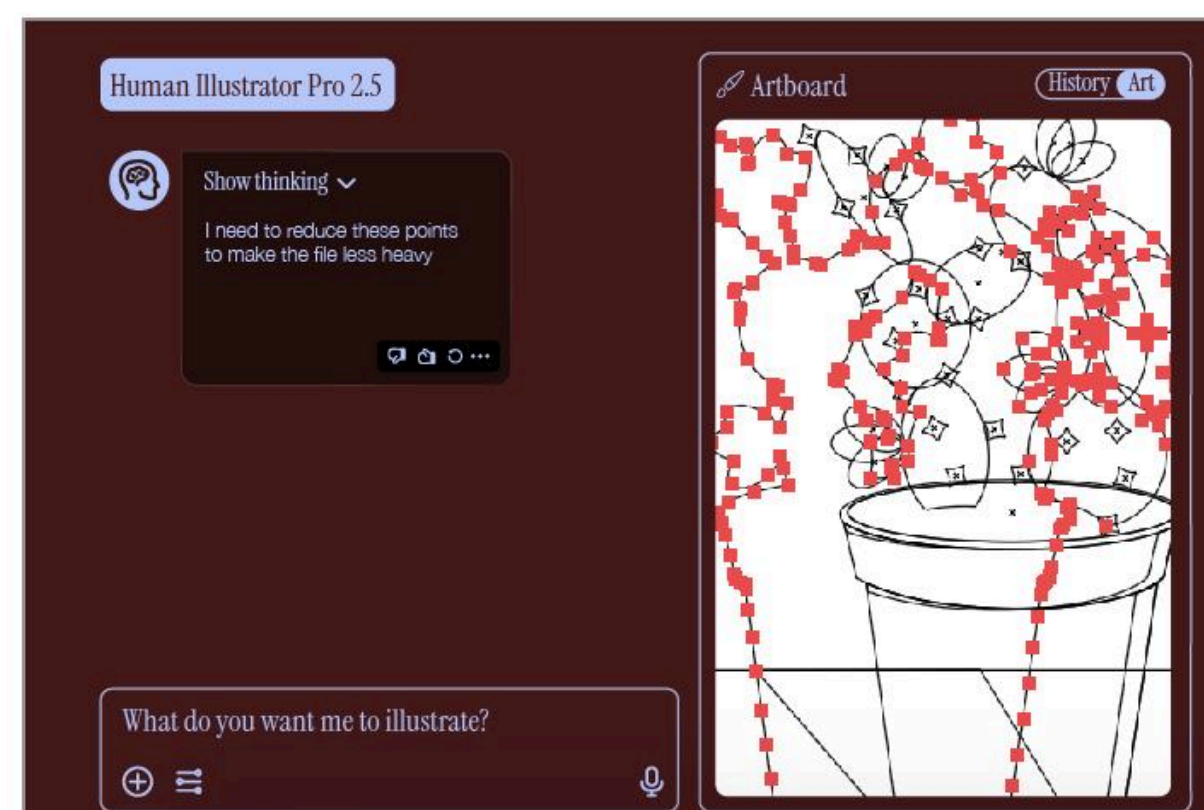 Human Illustrator Pro 2.5
Show thinking
I need to reduce these points
to make the file less heavy
What do you want me to illustrate?
Artboard
History Art